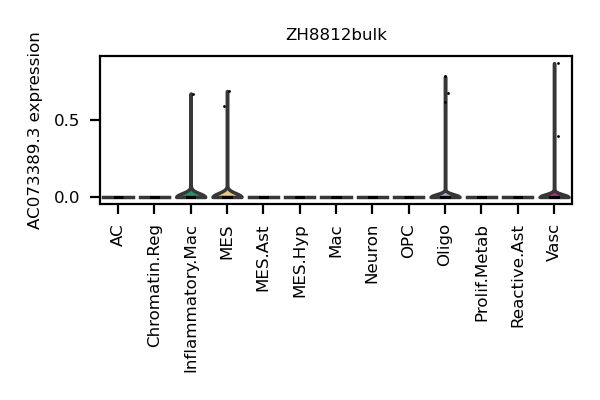 ZH8812bulk
AC073389.3 expression
0.5
0.0
AC
Chromatin.Reg
Inflammatory.Mac
MES
MES.Ast
MES.Hyp
Mac
Neuron
OPC
Oligo
Prolif.Metab
Reactive.Ast
Vasc